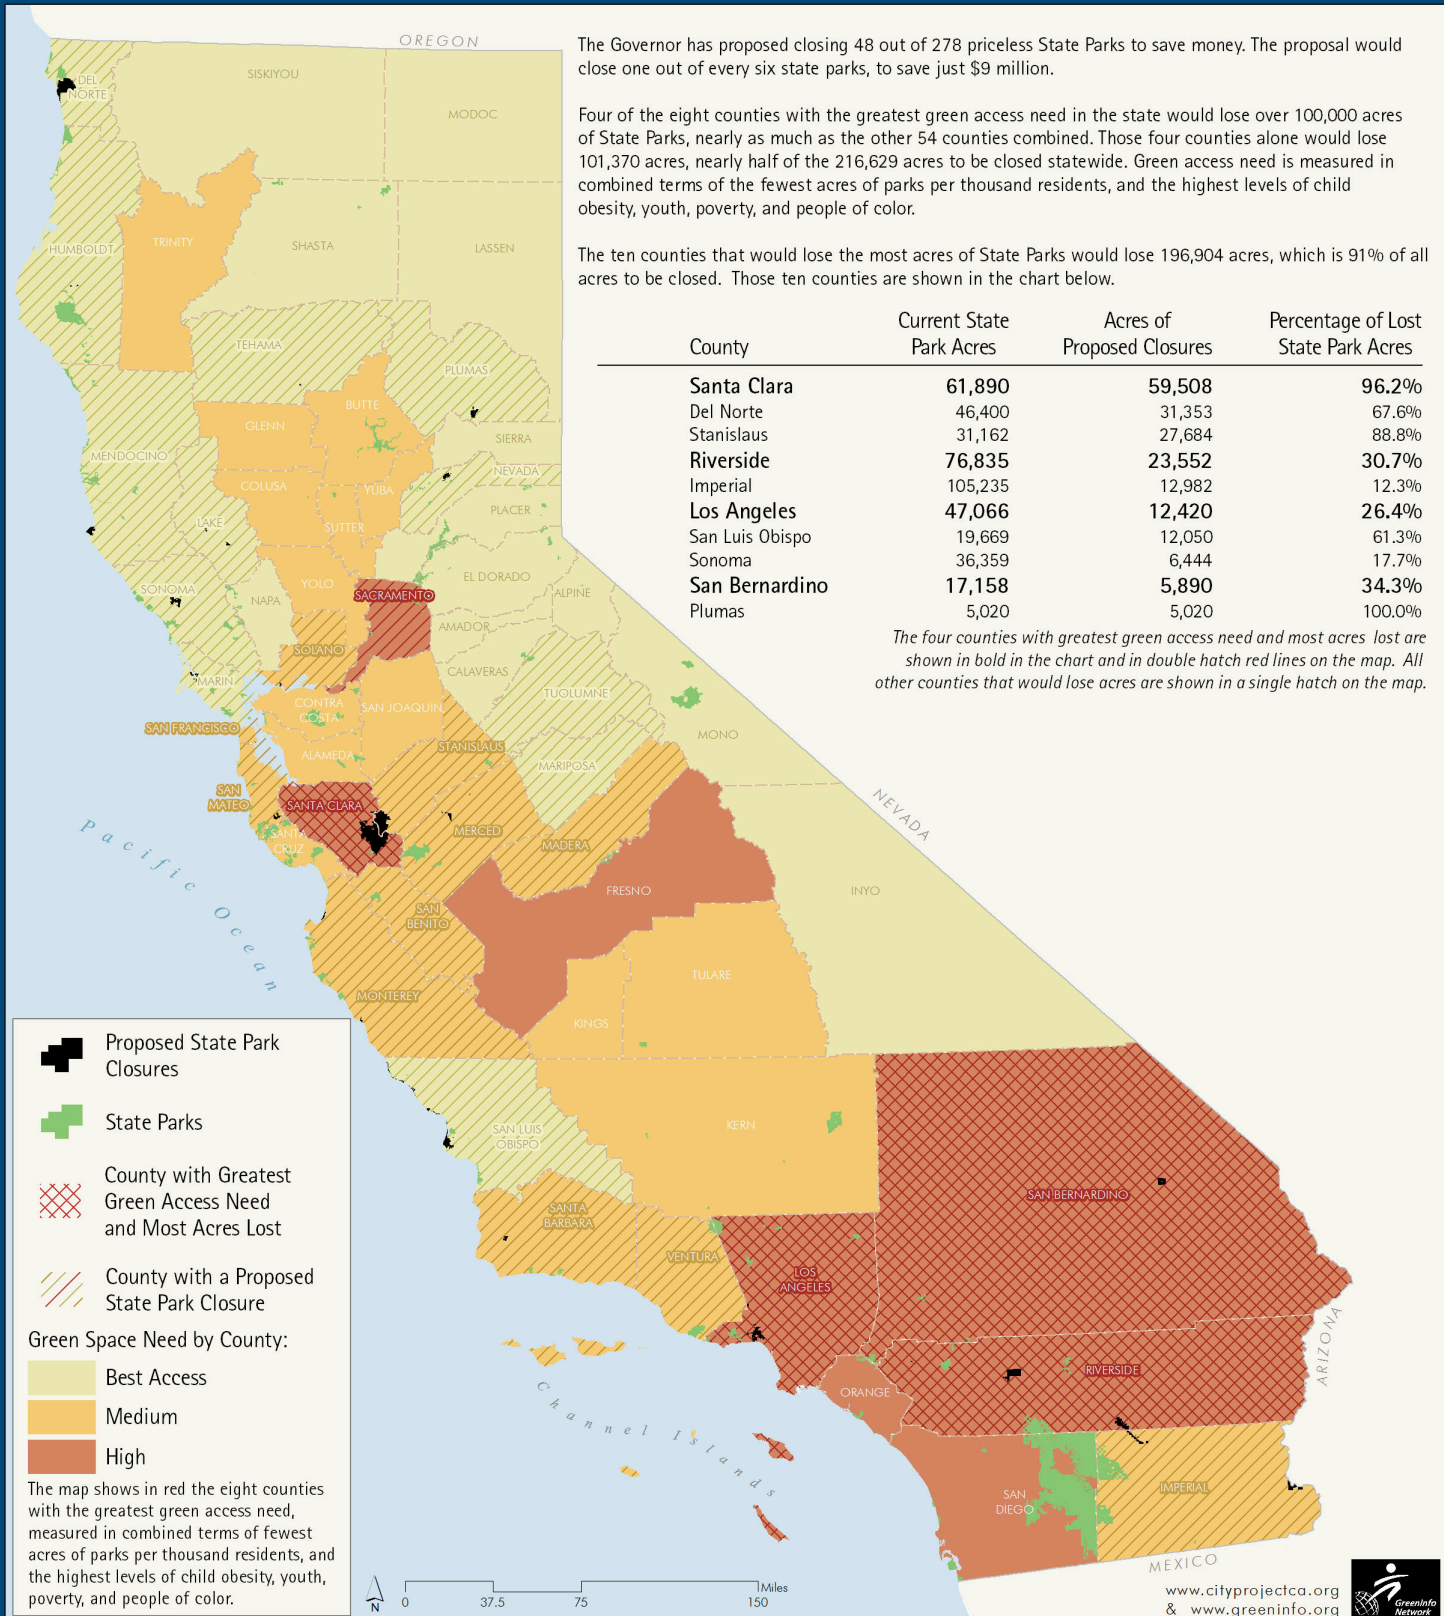 The Governor has proposed closing 48 out of 278 priceless State Parks to save money. The proposal would
close one out of every six state parks, to save just $9 million.
Four of the eight counties with the greatest green access need in the state would lose over 100,000 acres
of State Parks, nearly as much as the other 54 counties combined. Those four counties alone would lose
101,370 acres, nearly half of the 216,629 acres to be closed statewide. Green access need is measured in
combined terms of the fewest acres of parks per thousand residents, and the highest levels of child
obesity, youth, poverty, and people of color.
The ten counties that would lose the most acres of State Parks would lose 196,904 acres, which is 91% of all
acres to be closed. Those ten counties are shown in the chart below.
Current State Acres of Percentage of Lost
County Park Acres Proposed Closures State Park Acres
Santa Clara 61,890 59,508 96.2%
Del Norte 46,400 31,353 67.6%
Stanislaus 31,162 27,684 88.8%
Riverside 76,835 23,552 30.7%
Imperial 105,235 12,982 12.3%
Los Angeles 47,066 12,420 26.4%
San Luis Obispo 19,669 12,050 61.3%
Sonoma 36,359 6,444 17.7%
San Bernardino 17,158 5,890 34.3%
Plumas 5,020 5,020 100.0%
The four counties with greatest green access need and most acres lost are
shown in bold in the chart and in double hatch red lines on the map. All
other counties that would lose acres are shown in a single hatch on the map.
OREGON
DEL
NORTE
SISKIYOU
MODOC
HUMBOLDT
TRINITY
SHASTA
LASSEN
TEHAMA
PLUMAS
BUTTE
GLENN
SIERRA
MENDOCINO
NEVADA
COLUSA
YUBA
PLACER
LAKE
SUTTER
YOLO
EL DORADO
SONOMA
NAPA
SACRAMENTO
ALPINE
AMADOR
SOLANO
CALAVERAS
MARIN
TUOLUMNE
CONTRA
COSTA
SAN JOAQUIN
SAN FRANCISCO
MONO
STANISLAUS
ALAMEDA
MARIPOSA
SAN
MATEO
SANTA CLARA
NEVADA
SANTA
CRUZ
MERCED
MADERA
FRESNO
INYO
SAN
BENITO
Pacific Ocean
TULARE
MONTEREY
KINGS
SAN LUIS
OBISPO
KERN
SAN BERNARDINO
SANTA
BARBARA
VENTURA
LOS
ANGELES
RIVERSIDE
ARIZONA
ORANGE
Channel Islands
SAN
DIEGO
IMPERIAL
MEXICO
Proposed State Park
Closures
State Parks
County with Greatest
Green Access Need
and Most Acres Lost
County with a Proposed
State Park Closure
Green Space Need by County:
Best Access
Medium
High
The map shows in red the eight counties
with the greatest green access need,
measured in combined terms of fewest
acres of parks per thousand residents, and
the highest levels of child obesity, youth,
poverty, and people of color.
N
Miles
0 37.5 75 150
www.cityprojectca.org
& www.greeninfo.org
GreenInfo
Network